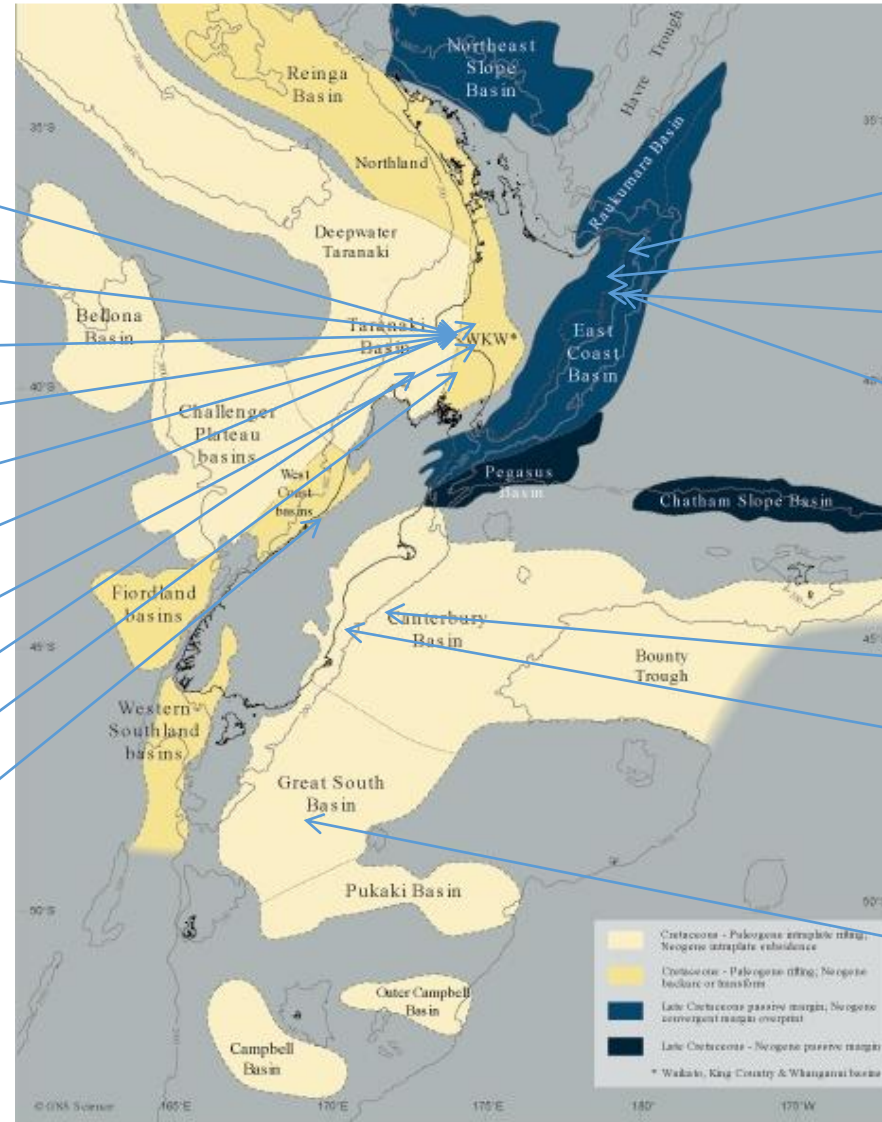 Northeast
Slope
Basin
Havre Trough
Reinga
Basin
35°S
35°
Northland
Raukumara Basin
Deepwater
Taranaki
Bellona
Basin
Taranaki
Basin
WKW*
East
Coast
Basin
40°S
40°
Challenger
Plateau
basins
West
Coast
basins
Pegasus
Basin
Chatham Slope Basin
Fiordland
basins
Canterbury
Basin
45°S
45°
Bounty
Trough
Western
Southland
basins
Great South
Basin
Pukaki Basin
50°S
50°
Outer Campbell
Basin
Campbell
Basin
Cretaceous - Paleogene intraplate rifting;
Neogene intraplate subsidence
Cretaceous - Paleogene rifting; Neogene
backarc or transform
Late Cretaceous passive margin; Neogene
convergent margin overprint
Late Cretaceous - Neogene passive margin
* Waikato, King Country & Whanganui basins
© GNS Science
165°E
170°E
175°E
180°
175°W